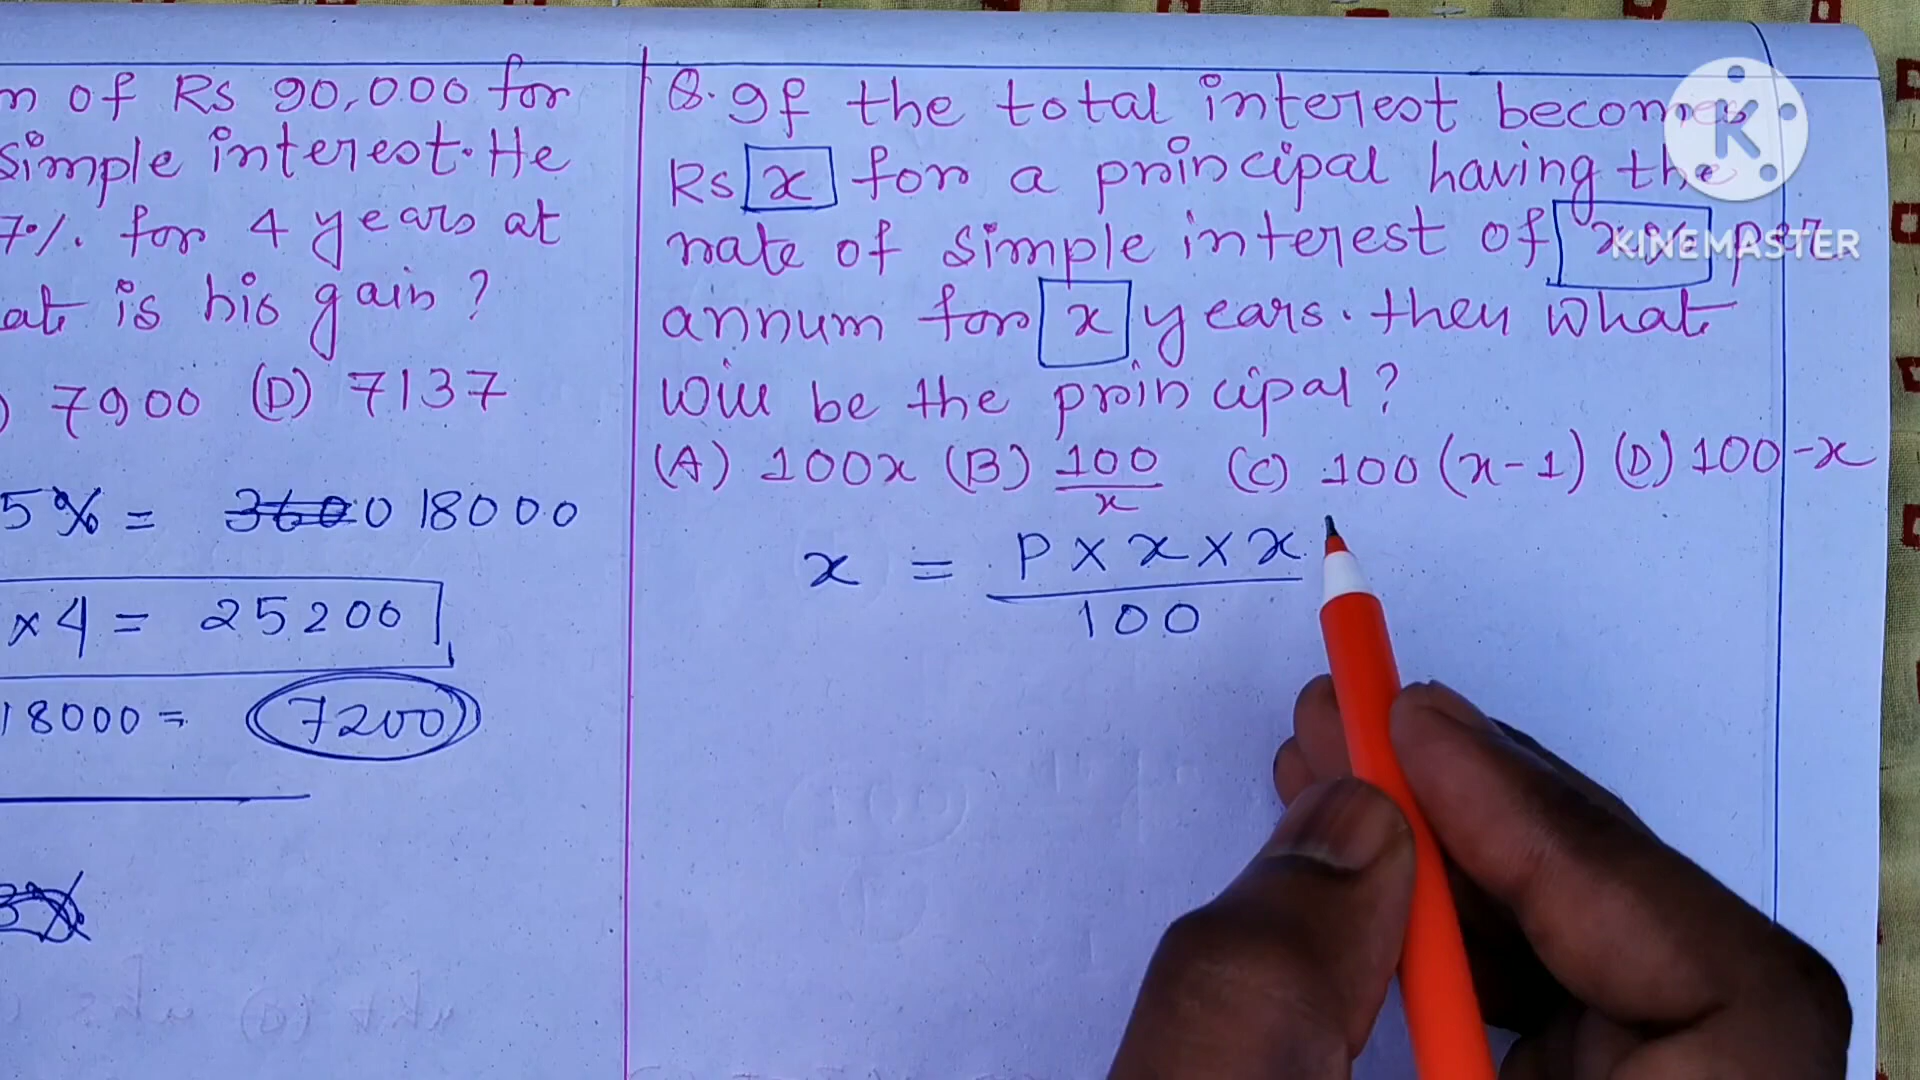 n of Rs 90,000 for
simple interest. He
7%. for 4 years at
at is his gain?
) 7900 (D) 7137
5% = 0 18000
× 4 = 25200
18000 = 7200
Q. If the total interest becomes
Rs x for a principal having the
rate of simple interest of x% per
annum for x years. then what
will be the principal?
(A) 100x (B) 100/x (C) 100(x-1) (D) 100-x
x = P × x × x
100
K
KINEMASTER